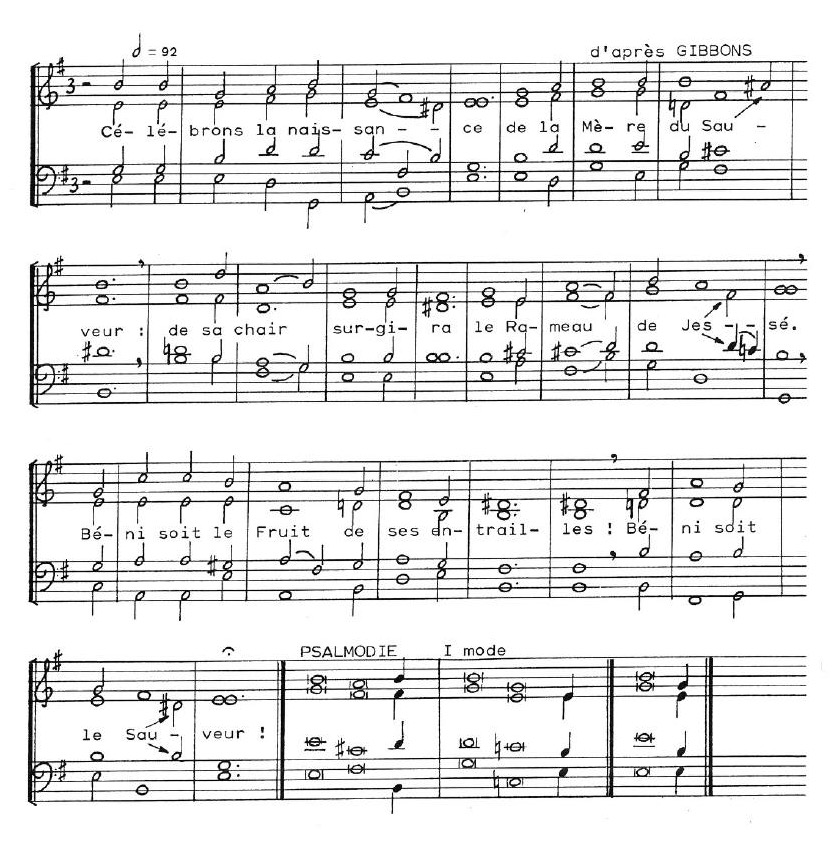 𝅗𝅥 = 92
d'après GIBBONS
3
Cé- lé- brons la nais- san - - ce de la Mè- re du Sau -
3
veur : de sa chair sur-gi- ra le Ra- meau de Jes - - sé.
Bé- ni soit le Fruit de ses en- trail- les ! Bé- ni soit
PSALMODIE I mode
le Sau - veur !